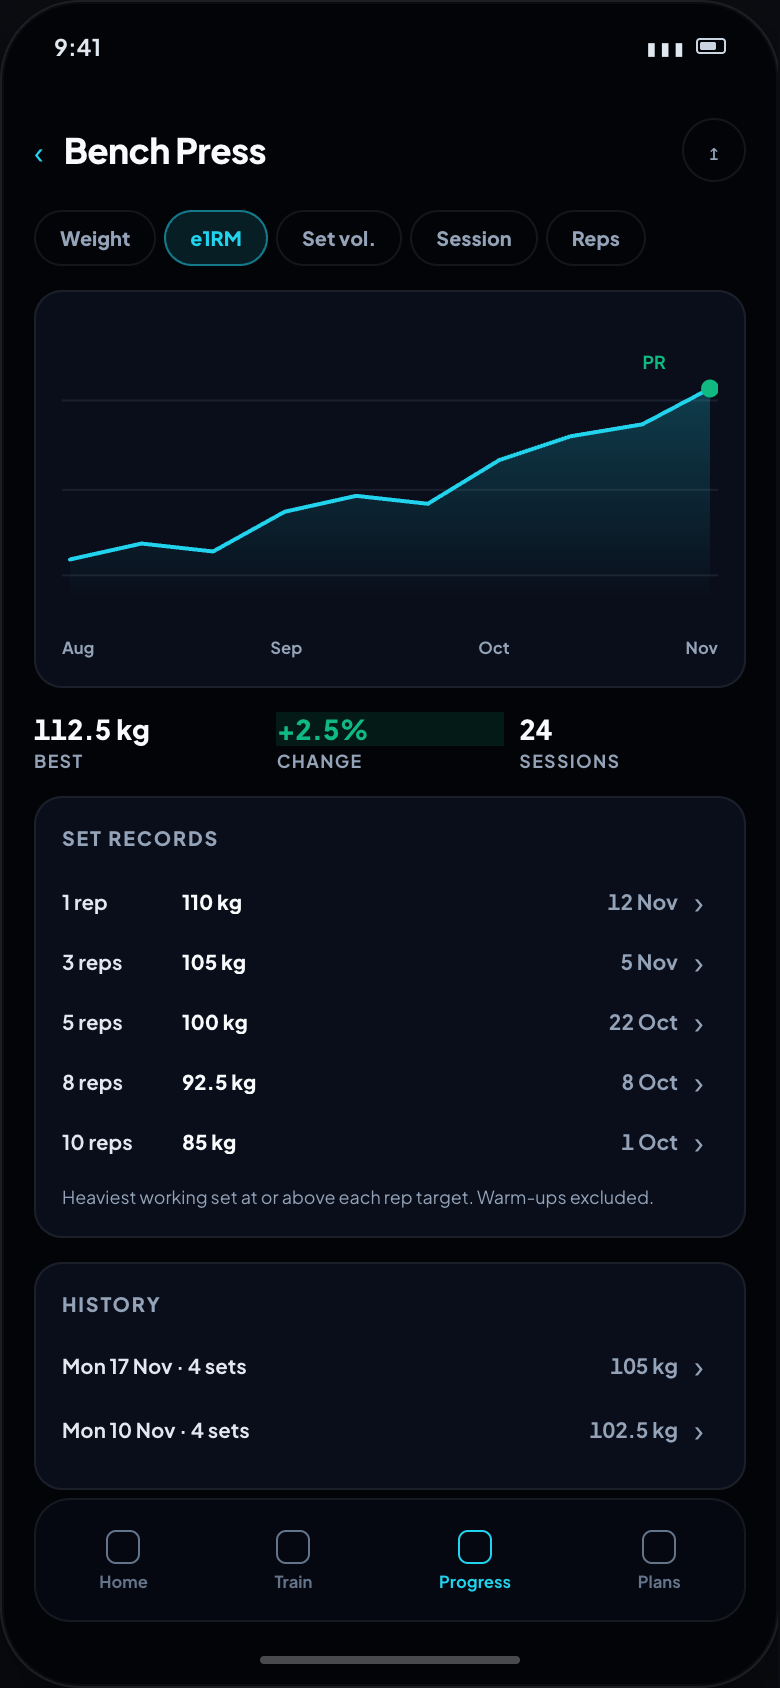 9:41
‹ Bench Press ↥
Weight e1RM Set vol. Session Reps
PR
Aug Sep Oct Nov
112.5 kg +2.5% 24
BEST CHANGE SESSIONS
SET RECORDS
1 rep 110 kg 12 Nov ›
3 reps 105 kg 5 Nov ›
5 reps 100 kg 22 Oct ›
8 reps 92.5 kg 8 Oct ›
10 reps 85 kg 1 Oct ›
Heaviest working set at or above each rep target. Warm-ups excluded.
HISTORY
Mon 17 Nov · 4 sets 105 kg ›
Mon 10 Nov · 4 sets 102.5 kg ›
Home Train Progress Plans